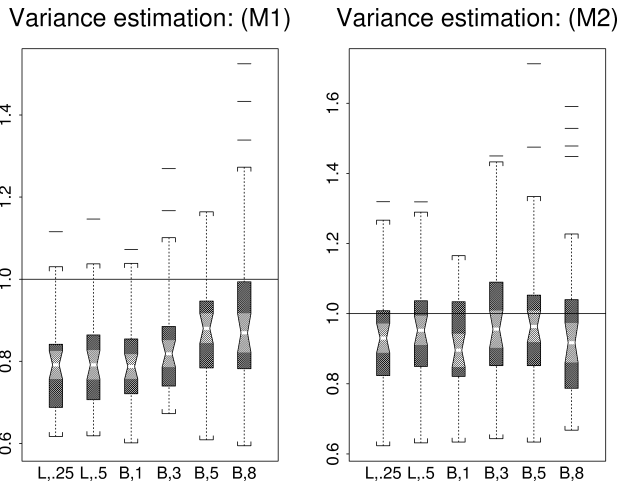 Variance estimation: (M1)
1.4
1.2
1.0
0.8
0.6
L,.25 L,.5 B,1 B,3 B,5 B,8
Variance estimation: (M2)
1.6
1.4
1.2
1.0
0.8
0.6
L,.25 L,.5 B,1 B,3 B,5 B,8